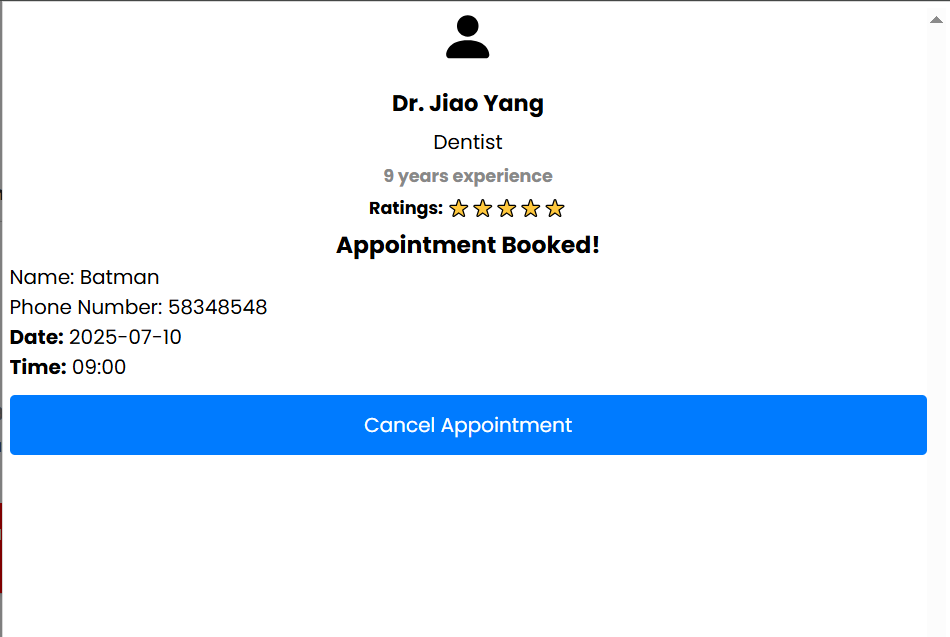 Dr. Jiao Yang
Dentist
9 years experience
Ratings:
Appointment Booked!
Name: Batman
Phone Number: 58348548
Date: 2025-07-10
Time: 09:00
Cancel Appointment